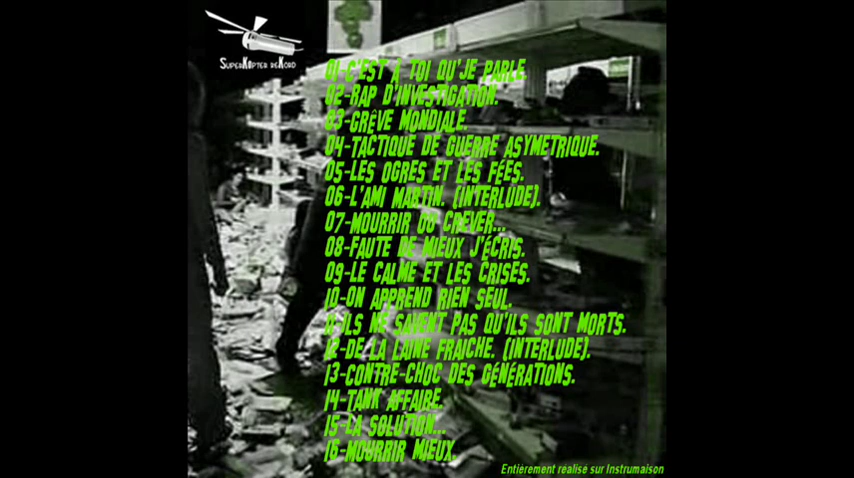 SuperKopter reKord
01-C'EST À TOI QU'JE PARLE.
02-RAP D'INVESTIGATION.
03-GRÊVE MONDIALE.
04-TACTIQUE DE GUERRE ASYMETRIQUE.
05-LES OGRES ET LES FÉES.
06-L'AMI MARTIN. (INTERLUDE).
07-MOURRIR OU CREVER...
08-FAUTE DE MIEUX J'ÉCRIS.
09-LE CALME ET LES CRISES.
10-ON APPREND RIEN SEUL.
11-ILS NE SAVENT PAS QU'ILS SONT MORTS.
12-DE LA LAINE FRAICHE. (INTERLUDE).
13-CONTRE-CHOC DES GÉNÉRATIONS.
14-TANK AFFAIRE.
15-LA SOLUTION...
16-MOURRIR MIEUX.
Entièrement réalisé sur Instrumaison